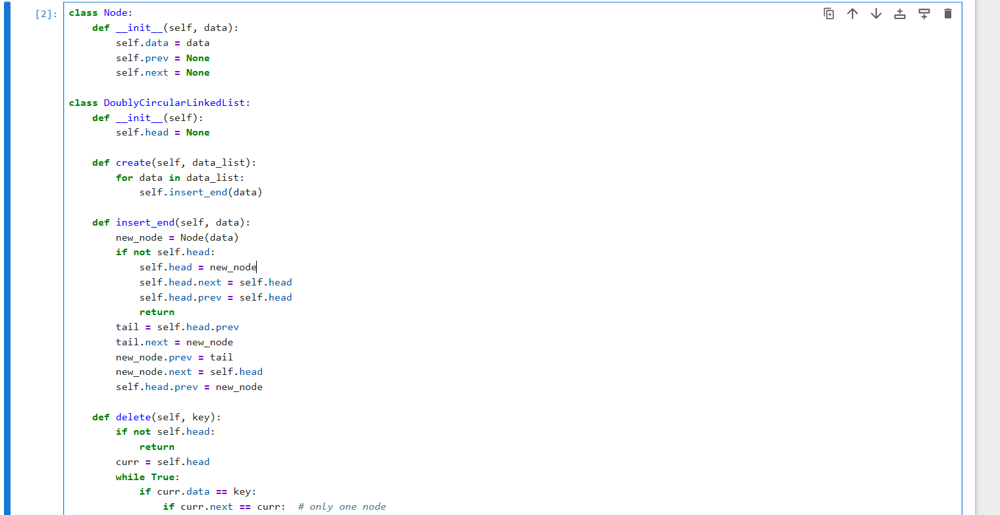 [2]:
class Node:
    def __init__(self, data):
        self.data = data
        self.prev = None
        self.next = None

class DoublyCircularLinkedList:
    def __init__(self):
        self.head = None

    def create(self, data_list):
        for data in data_list:
            self.insert_end(data)

    def insert_end(self, data):
        new_node = Node(data)
        if not self.head:
            self.head = new_node
            self.head.next = self.head
            self.head.prev = self.head
            return
        tail = self.head.prev
        tail.next = new_node
        new_node.prev = tail
        new_node.next = self.head
        self.head.prev = new_node

    def delete(self, key):
        if not self.head:
            return
        curr = self.head
        while True:
            if curr.data == key:
                if curr.next == curr:  # only one node